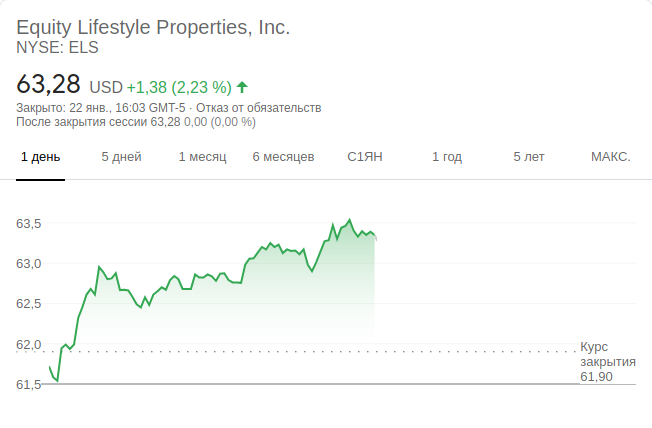 Equity Lifestyle Properties, Inc.
NYSE: ELS
63,28 USD +1,38 (2,23 %)
Закрыто: 22 янв., 16:03 GMT-5 · Отказ от обязательств
После закрытия сессии 63,28 0,00 (0,00 %)
1 день 5 дней 1 месяц 6 месяцев С1ЯН 1 год 5 лет МАКС.
63,5
63,0
62,5
62,0
Курс
закрытия
61,90
61,5